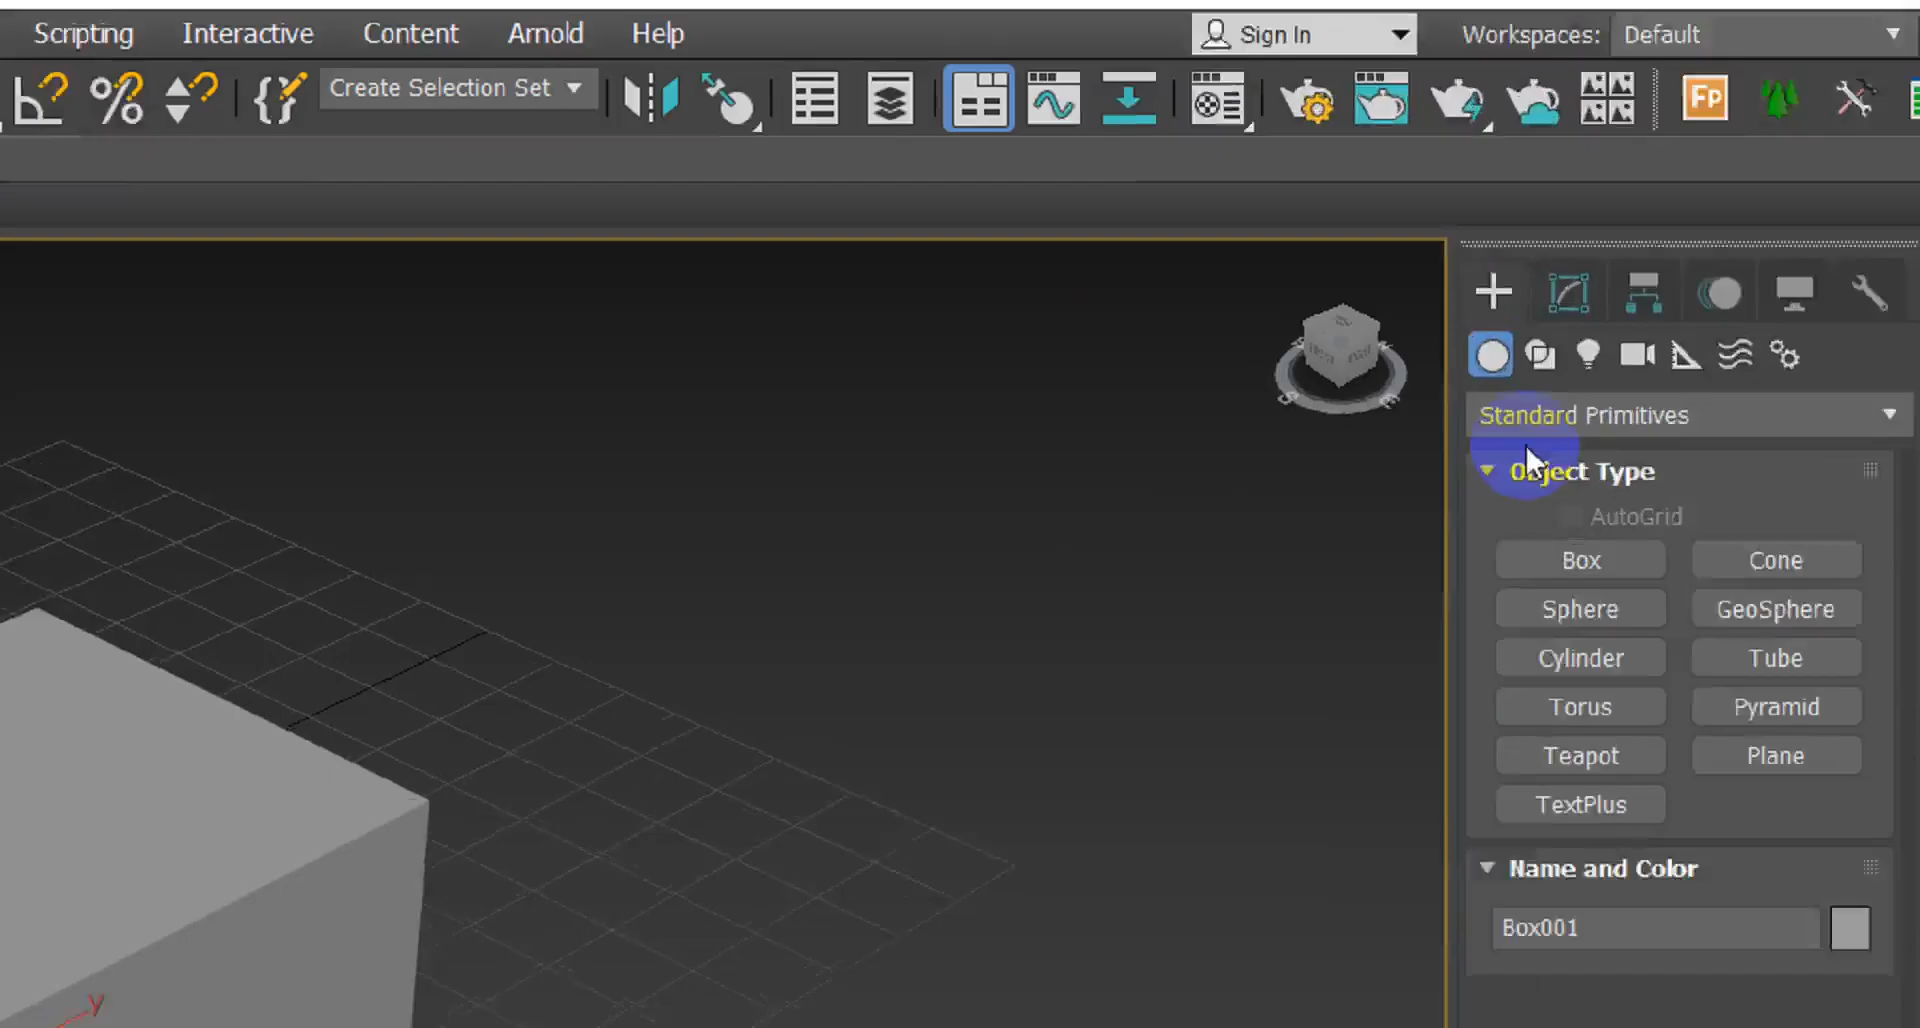 Scripting Interactive Content Arnold Help Sign In Workspaces: Default
Create Selection Set Fp
Standard Primitives
Object Type
AutoGrid
Box Cone
Sphere GeoSphere
Cylinder Tube
Torus Pyramid
Teapot Plane
TextPlus
Name and Color
Box001
y